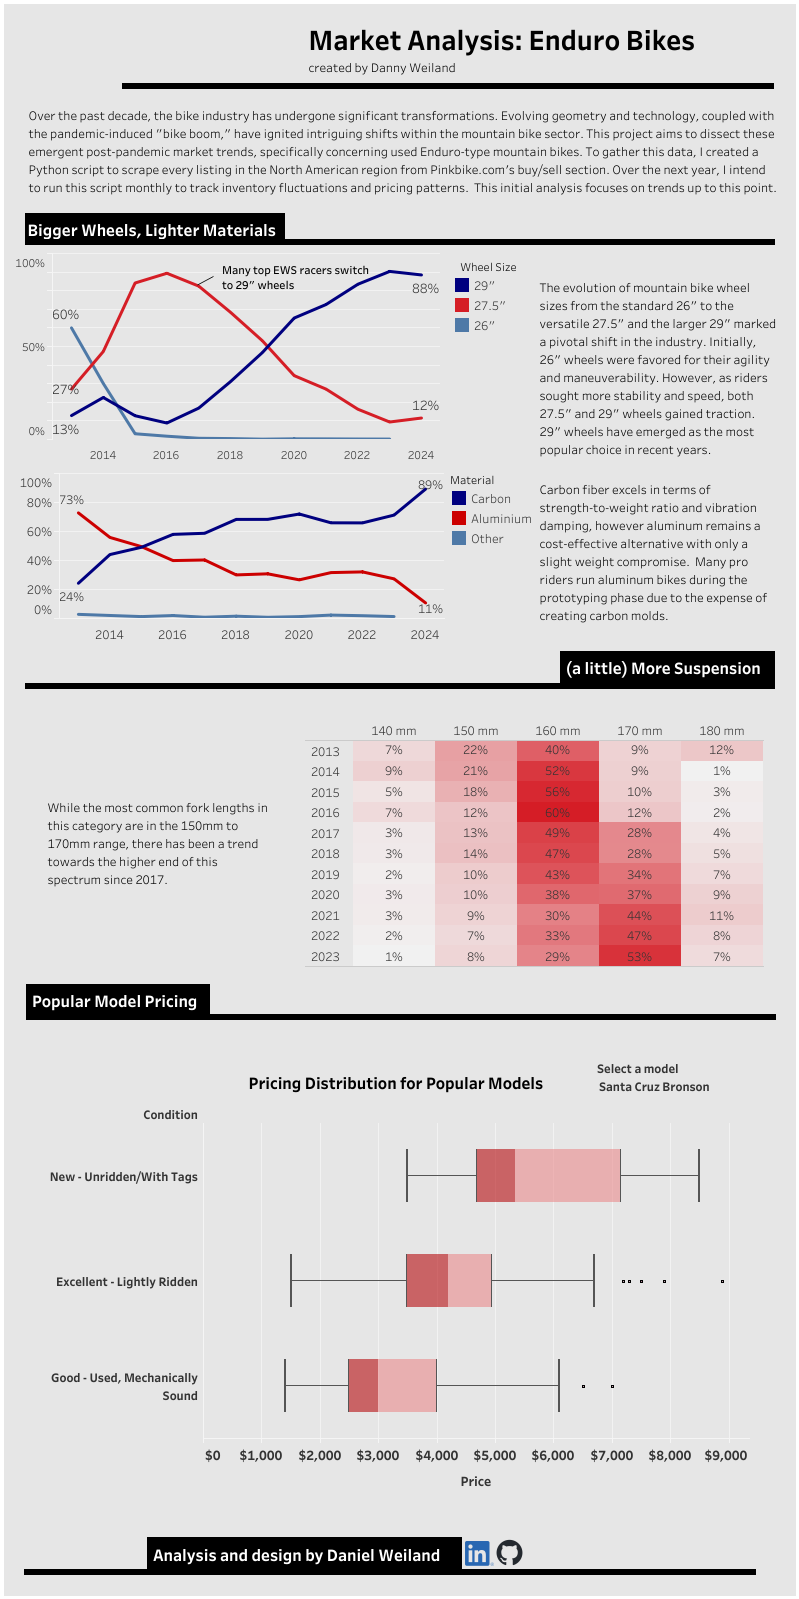 Market Analysis: Enduro Bikes
created by Danny Weiland
Over the past decade, the bike industry has undergone significant transformations. Evolving geometry and technology, coupled with
the pandemic-induced "bike boom," have ignited intriguing shifts within the mountain bike sector. This project aims to dissect these
emergent post-pandemic market trends, specifically concerning used Enduro-type mountain bikes. To gather this data, I created a
Python script to scrape every listing in the North American region from Pinkbike.com's buy/sell section. Over the next year, I intend
to run this script monthly to track inventory fluctuations and pricing patterns.  This initial analysis focuses on trends up to this point.
Bigger Wheels, Lighter Materials
100%
50%
0%
60%
27%
13%
Many top EWS racers switch
to 29" wheels
88%
12%
2014 2016 2018 2020 2022 2024
Wheel Size
29"
27.5"
26"
The evolution of mountain bike wheel
sizes from the standard 26" to the
versatile 27.5" and the larger 29" marked
a pivotal shift in the industry. Initially,
26" wheels were favored for their agility
and maneuverability. However, as riders
sought more stability and speed, both
27.5" and 29" wheels gained traction.
29" wheels have emerged as the most
popular choice in recent years.
100%
80%
60%
40%
20%
0%
73%
24%
89%
11%
2014 2016 2018 2020 2022 2024
Material
Carbon
Aluminium
Other
Carbon fiber excels in terms of
strength-to-weight ratio and vibration
damping, however aluminum remains a
cost-effective alternative with only a
slight weight compromise.  Many pro
riders run aluminum bikes during the
prototyping phase due to the expense of
creating carbon molds.
(a little) More Suspension
While the most common fork lengths in
this category are in the 150mm to
170mm range, there has been a trend
towards the higher end of this
spectrum since 2017.
140 mm 150 mm 160 mm 170 mm 180 mm
2013 7% 22% 40% 9% 12%
2014 9% 21% 52% 9% 1%
2015 5% 18% 56% 10% 3%
2016 7% 12% 60% 12% 2%
2017 3% 13% 49% 28% 4%
2018 3% 14% 47% 28% 5%
2019 2% 10% 43% 34% 7%
2020 3% 10% 38% 37% 9%
2021 3% 9% 30% 44% 11%
2022 2% 7% 33% 47% 8%
2023 1% 8% 29% 53% 7%
Popular Model Pricing
Pricing Distribution for Popular Models
Select a model
Santa Cruz Bronson
Condition
New - Unridden/With Tags
Excellent - Lightly Ridden
Good - Used, Mechanically
Sound
$0 $1,000 $2,000 $3,000 $4,000 $5,000 $6,000 $7,000 $8,000 $9,000
Price
Analysis and design by Daniel Weiland
in